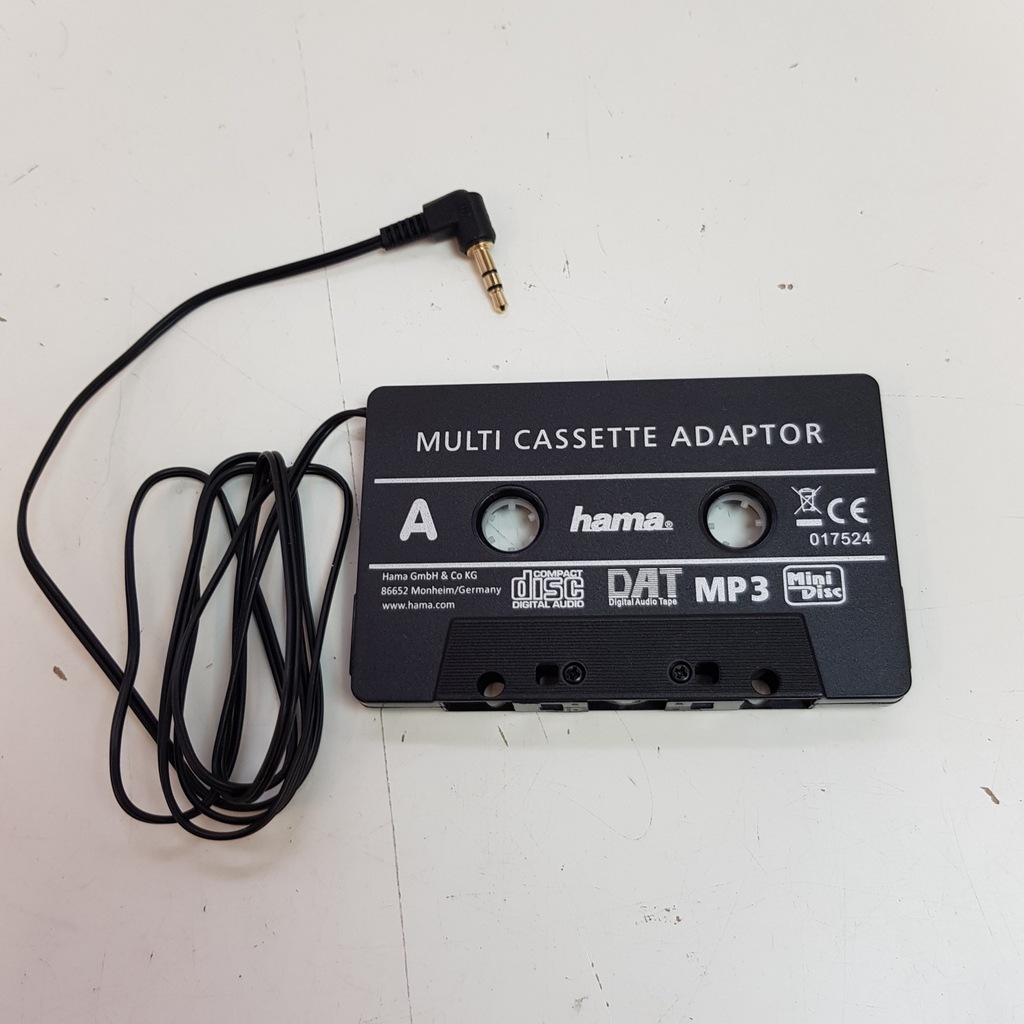 MULTI CASSETTE ADAPTOR
A
hama®
CE
017524
Hama GmbH & Co KG
86652 Monheim/Germany
www.hama.com
COMPACT
disc
DIGITAL AUDIO
DAT
Digital Audio Tape
MP3
Mini
Disc